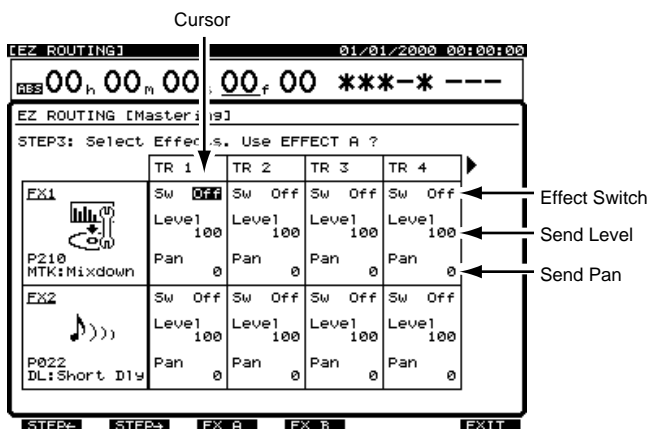 Cursor
[EZ ROUTING] 01/01/2000 00:00:00
ABS 00h 00m 00s 00f 00 ***-* ---
EZ ROUTING [Mastering]
STEP3: Select Effects. Use EFFECT A ?
TR 1 TR 2 TR 3 TR 4
FX1 Sw Off Sw Off Sw Off Sw Off Effect Switch
Level Level Level Level
100 100 100 100 Send Level
P210 Pan Pan Pan Pan
MTK:Mixdown 0 0 0 0 Send Pan
FX2 Sw Off Sw Off Sw Off Sw Off
Level Level Level Level
100 100 100 100
P022 Pan Pan Pan Pan
DL:Short Dly 0 0 0 0
STEP← STEP→ FX A FX B EXIT